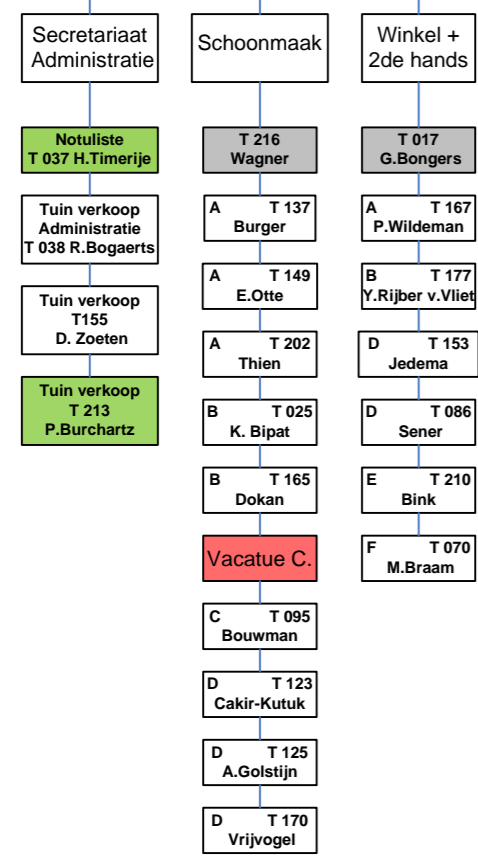 Secretariaat
Administratie
Notuliste
T 037 H.Timerije
Tuin verkoop
Administratie
T 038 R.Bogaerts
Tuin verkoop
T155
D. Zoeten
Tuin verkoop
T 213
P.Burchartz
Schoonmaak
T 216
Wagner
A T 137
Burger
A T 149
E.Otte
A T 202
Thien
B T 025
K. Bipat
B T 165
Dokan
Vacatue C.
C T 095
Bouwman
D T 123
Cakir-Kutuk
D T 125
A.Golstijn
D T 170
Vrijvogel
Winkel +
2de hands
T 017
G.Bongers
A T 167
P.Wildeman
B T 177
Y.Rijber v.Vliet
D T 153
Jedema
D T 086
Sener
E T 210
Bink
F T 070
M.Braam